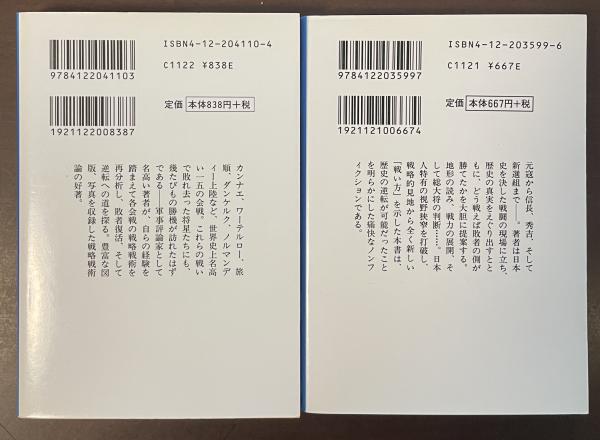 ISBN4-12-204110-4
C1122 ¥838E
9784122041103
定価 本体838円+税
1921122008387
カンナエ、ワーテルロー、旅
順、ダンケルク、ノルマンデ
ィー上陸など、世界史上名高
い一五の会戦。これらの戦い
で敗れ去った将星たちにも、
幾たびもの勝機が訪れたはず
である――軍事評論家として
名高い著者が、自らの経験を
踏まえて各会戦の戦略戦術を
再分析し、敗者復活、そして
逆転への道を探る。豊富な図
版、写真を収録した戦略戦術
論の好著。
ISBN4-12-203599-6
C1121 ¥667E
9784122035997
定価 本体667円+税
1921121006674
元寇から信長、秀吉、そして
新選組まで――。著者は日本
史を決した戦闘の現場に立ち、
歴史の真実をえぐり出すとと
もに、どう戦えば敗者の側が
勝てたかを大胆に提案する。
地形の読み、戦力の展開、そ
して総大将の判断……。日本
人特有の視野狭窄を打破し、
戦略的見地から全く新しい
「戦い方」を示した本書は、
歴史の逆転が可能だったこと
を明らかにした痛快なノンフ
ィクションである。